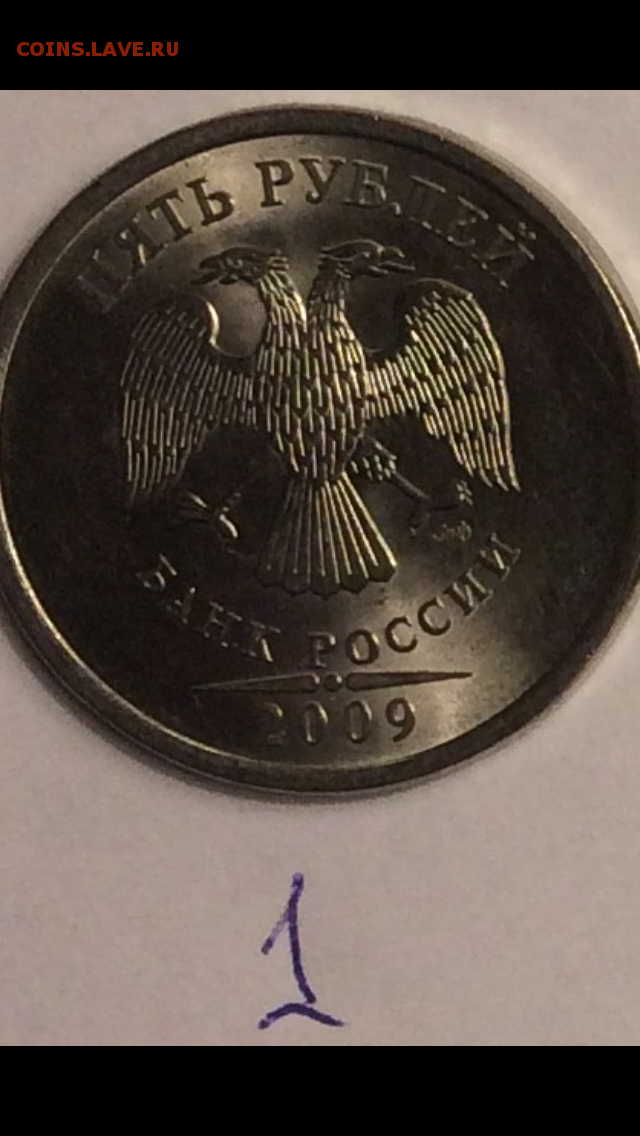 COINS.LAVE.RU
ПЯТЬ РУБЛЕЙ
БАНК РОССИИ
2009
1